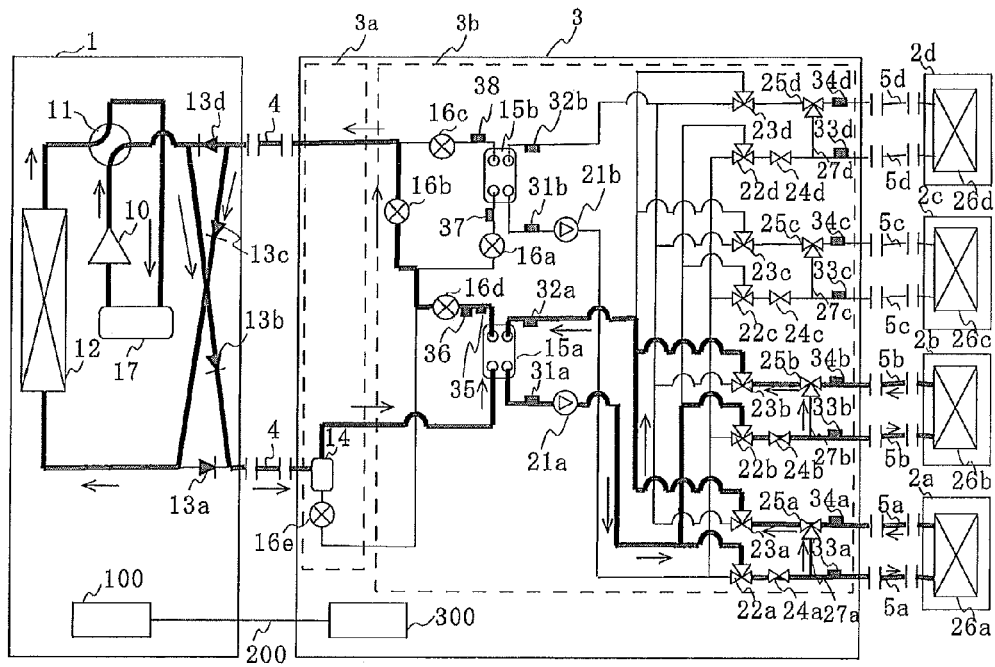 1
3a
3b
3
11
13d
4
16c
38
15b
32b
25d
34d
5d
2d
23d
33d
10
16b
31b
21b
37
16a
22d
24d
27d
5d
26d
2c
13c
25c
34c
5c
16d
32a
23c
33c
12
17
13b
36
35
15a
22c
24c
27c
5c
26c
2b
31a
25b
34b
5b
4
14
21a
23b
33b
13a
22b
24b
27b
5b
26b
2a
16e
25a
34a
5a
23a
33a
100
300
22a
24a
27a
5a
26a
200